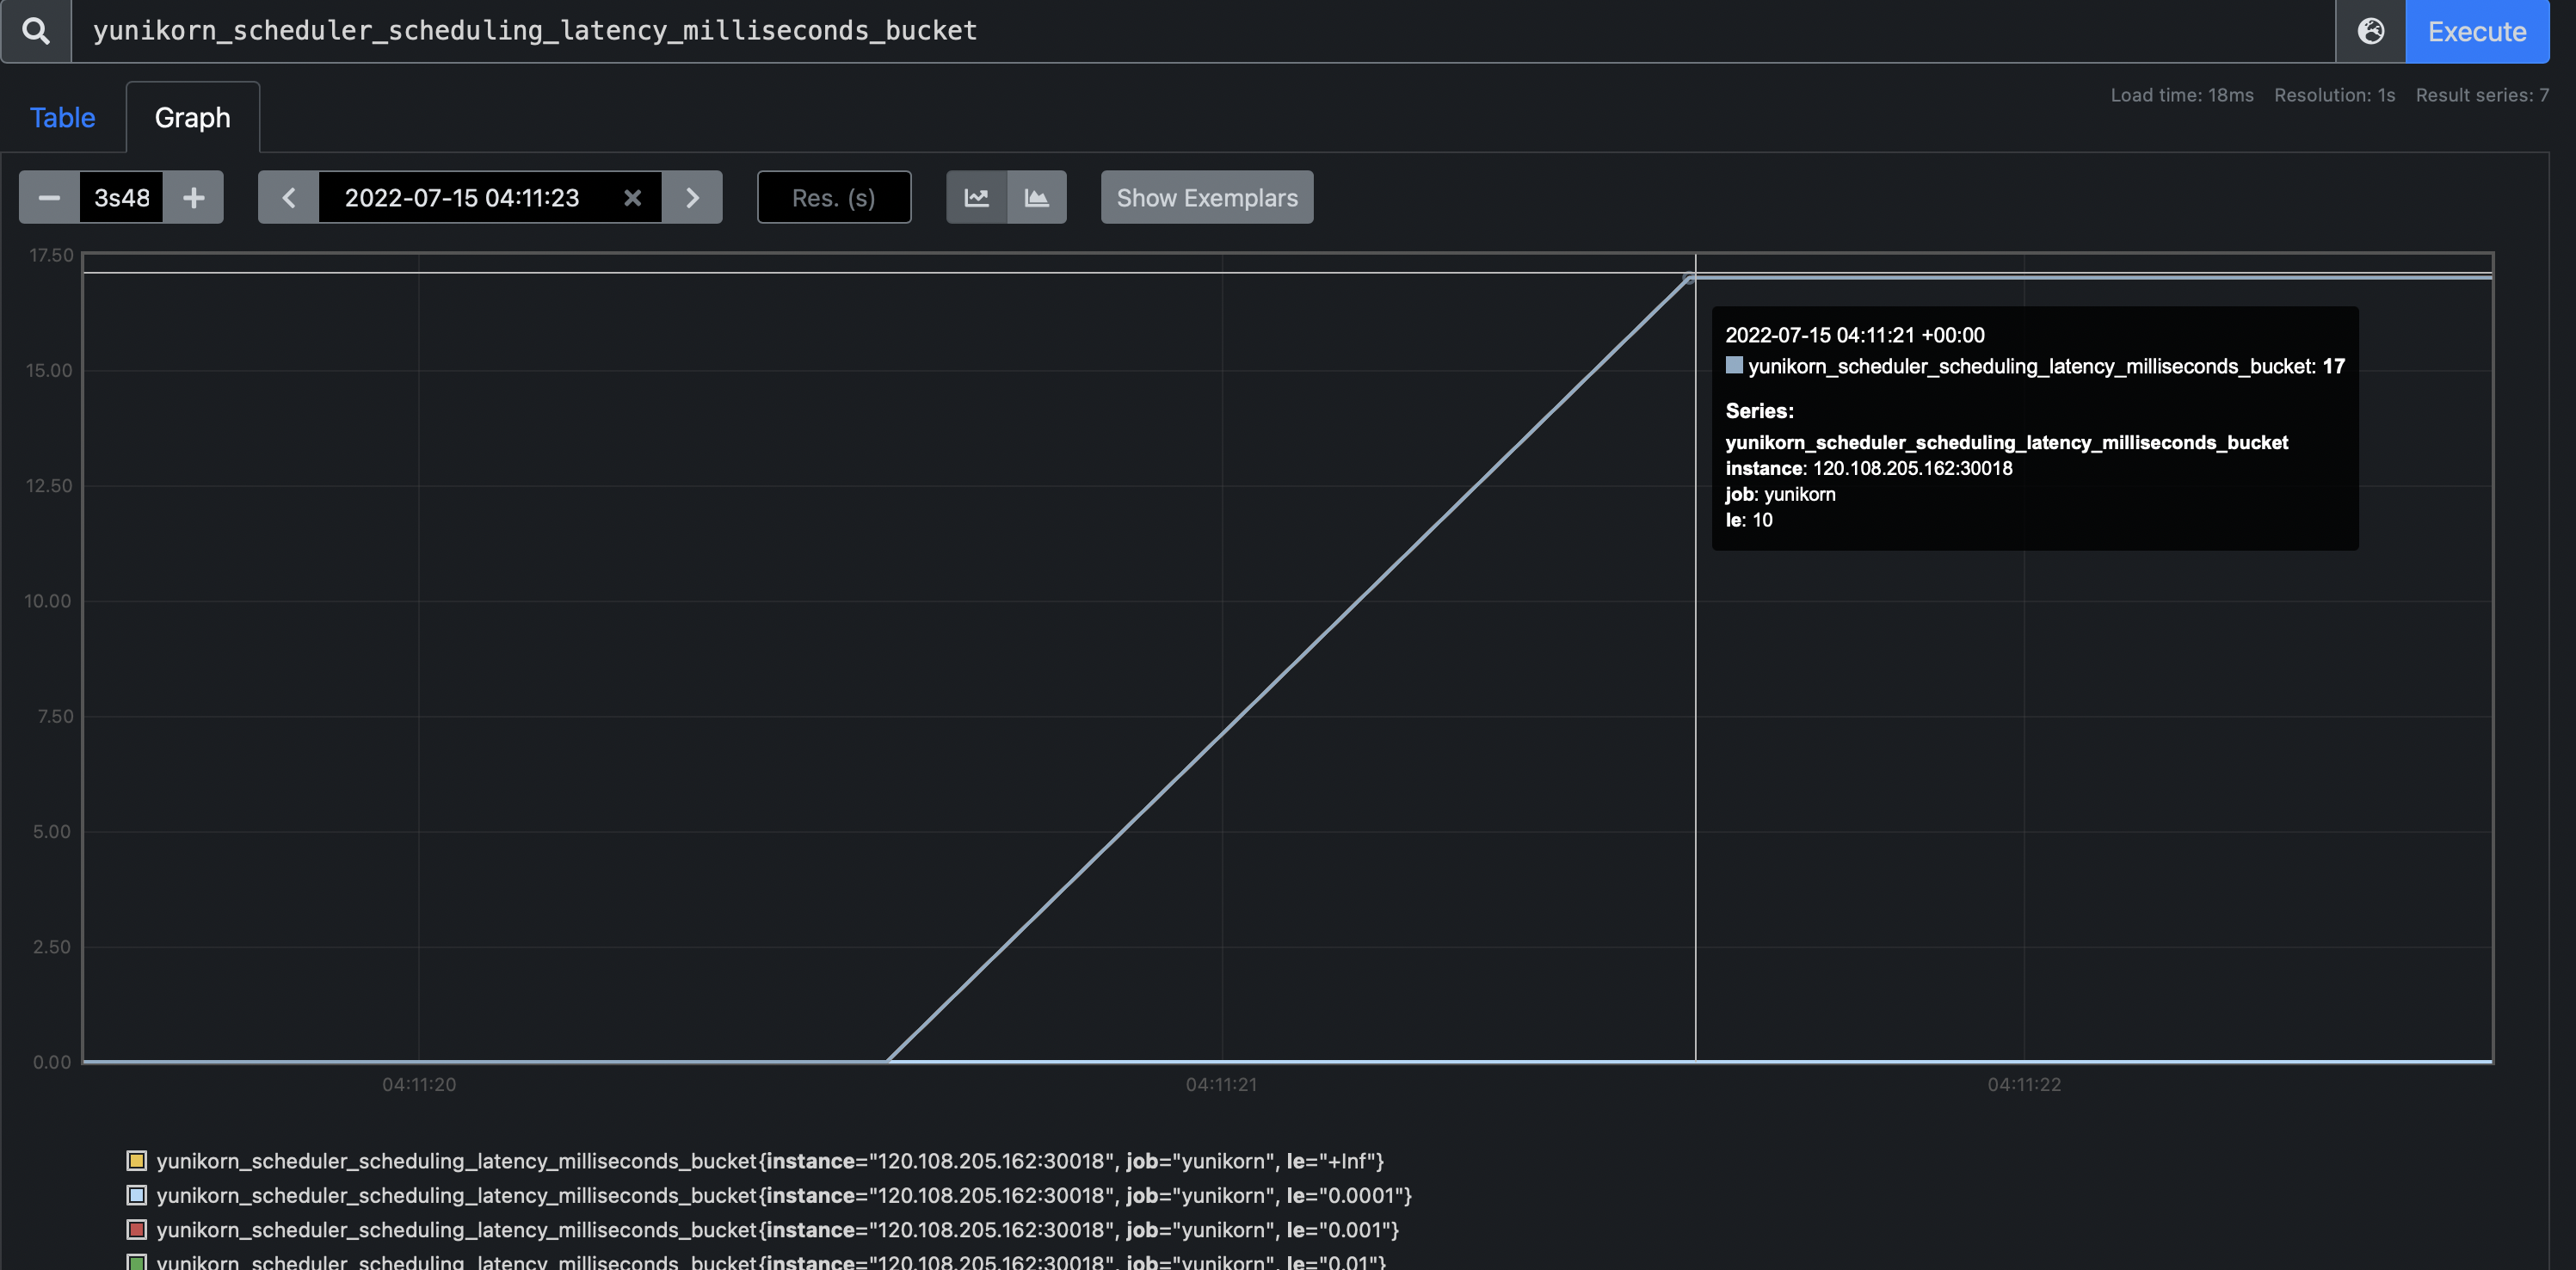 yunikorn_scheduler_scheduling_latency_milliseconds_bucket
Execute
Table
Graph
Load time: 18ms Resolution: 1s Result series: 7
3s48
2022-07-15 04:11:23
Res. (s)
Show Exemplars
17.50
15.00
12.50
10.00
7.50
5.00
2.50
0.00
2022-07-15 04:11:21 +00:00
yunikorn_scheduler_scheduling_latency_milliseconds_bucket: 17
Series:
yunikorn_scheduler_scheduling_latency_milliseconds_bucket
instance: 120.108.205.162:30018
job: yunikorn
le: 10
04:11:20 04:11:21 04:11:22
yunikorn_scheduler_scheduling_latency_milliseconds_bucket{instance="120.108.205.162:30018", job="yunikorn", le="+Inf"}
yunikorn_scheduler_scheduling_latency_milliseconds_bucket{instance="120.108.205.162:30018", job="yunikorn", le="0.0001"}
yunikorn_scheduler_scheduling_latency_milliseconds_bucket{instance="120.108.205.162:30018", job="yunikorn", le="0.001"}
yunikorn_scheduler_scheduling_latency_milliseconds_bucket{instance="120.108.205.162:30018", job="yunikorn", le="0.01"}